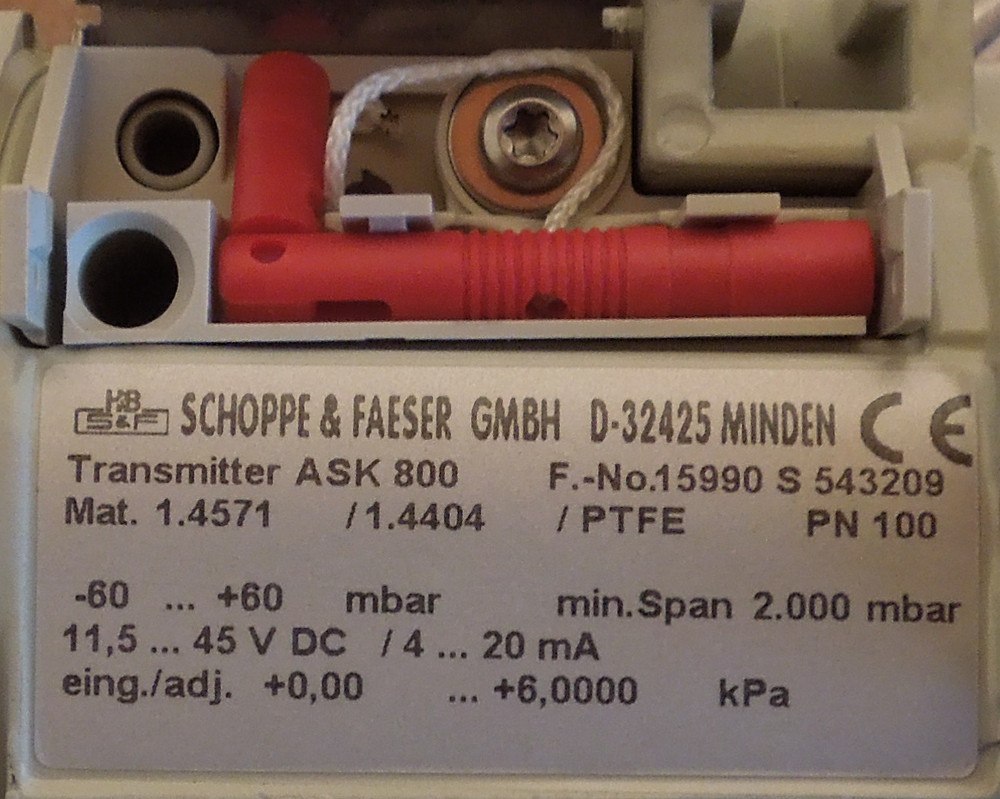 H&B
S&F SCHOPPE & FAESER GMBH D-32425 MINDEN CE
Transmitter ASK 800 F.-No.15990 S 543209
Mat. 1.4571 / 1.4404 / PTFE PN 100
-60 ... +60 mbar min.Span 2.000 mbar
11,5 ... 45 V DC / 4 ... 20 mA
eing./adj. +0,00 ... +6,0000 kPa